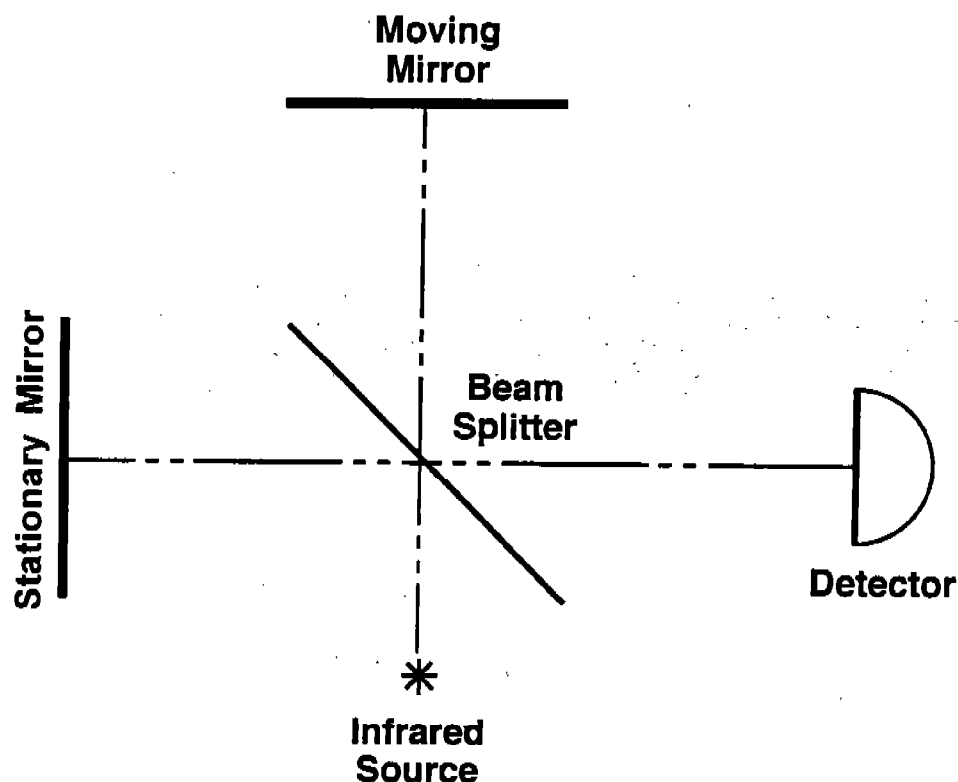 Moving
Mirror
Stationary Mirror
Beam
Splitter
Detector
Infrared
Source